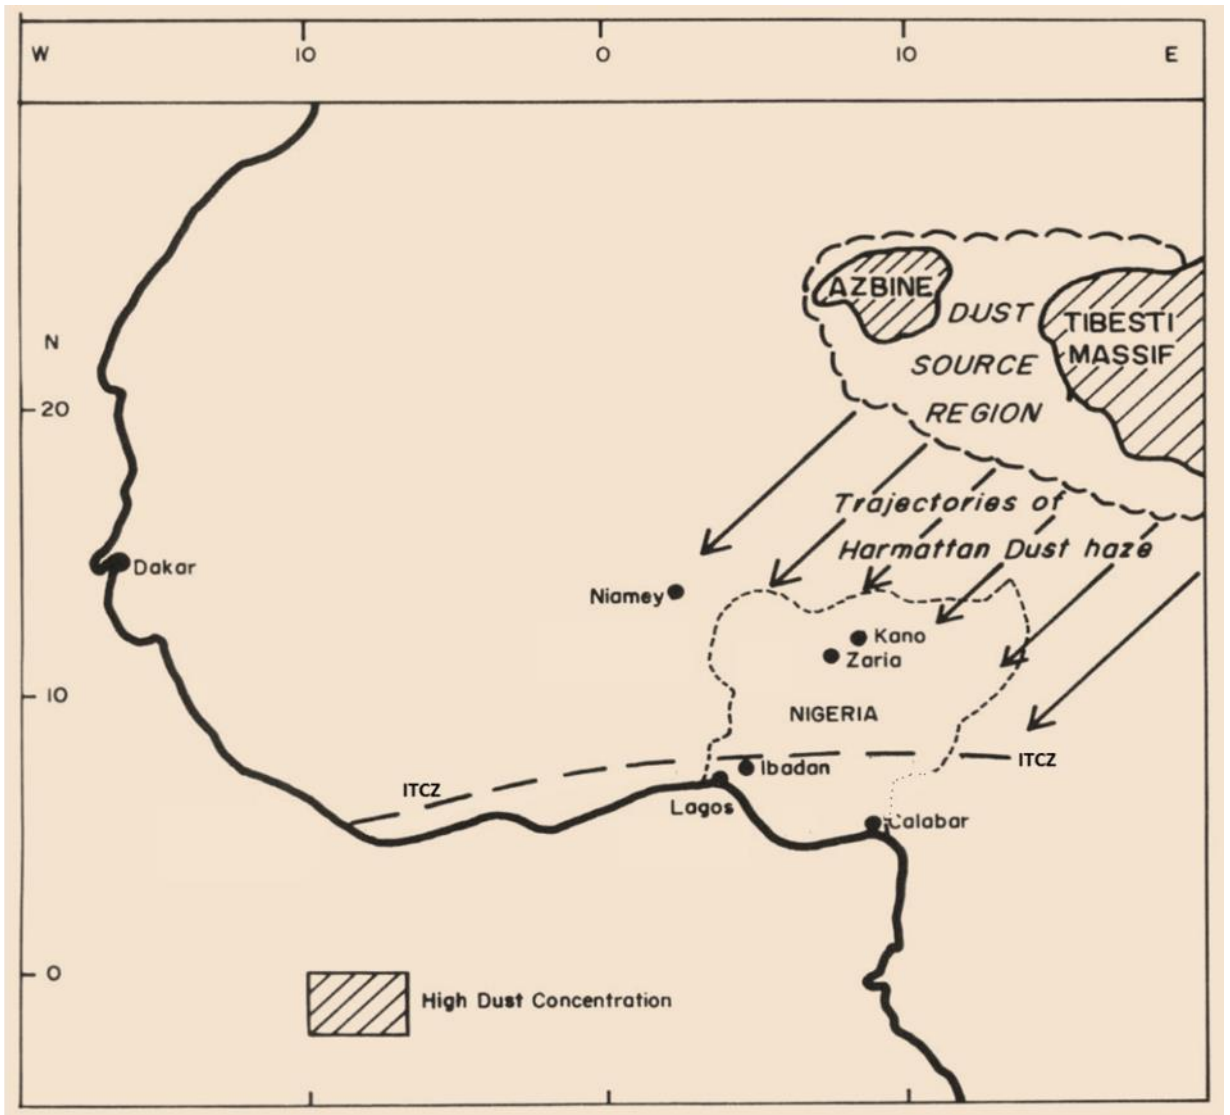 W 10 0 10 E
AZBINE
DUST
TIBESTI
MASSIF
N
SOURCE
20
REGION
Trajectories of
Harmattan Dust haze
Dakar
Niamey
Kano
Zaria
10
NIGERIA
ITCZ
Ibadan
ITCZ
Lagos
Calabar
0
High Dust Concentration